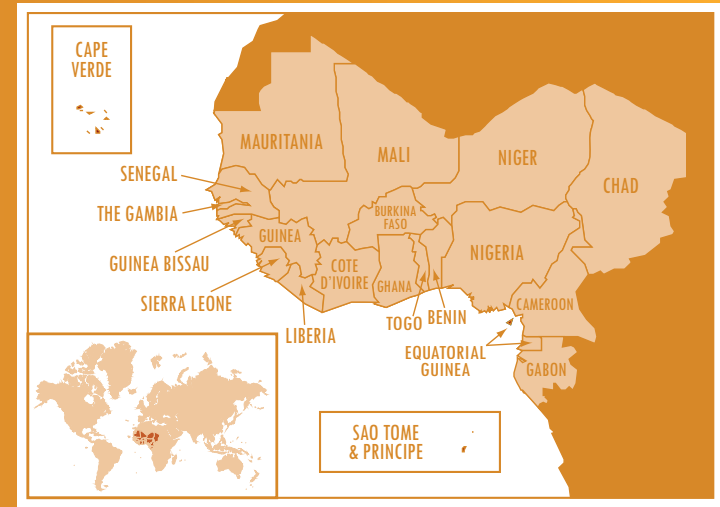 CAPE
VERDE
MAURITANIA
MALI
NIGER
CHAD
SENEGAL
THE GAMBIA
BURKINA
FASO
GUINEA
NIGERIA
GUINEA BISSAU
COTE
D'IVOIRE
GHANA
SIERRA LEONE
CAMEROON
LIBERIA
TOGO
BENIN
EQUATORIAL
GUINEA
GABON
SAO TOME
& PRINCIPE